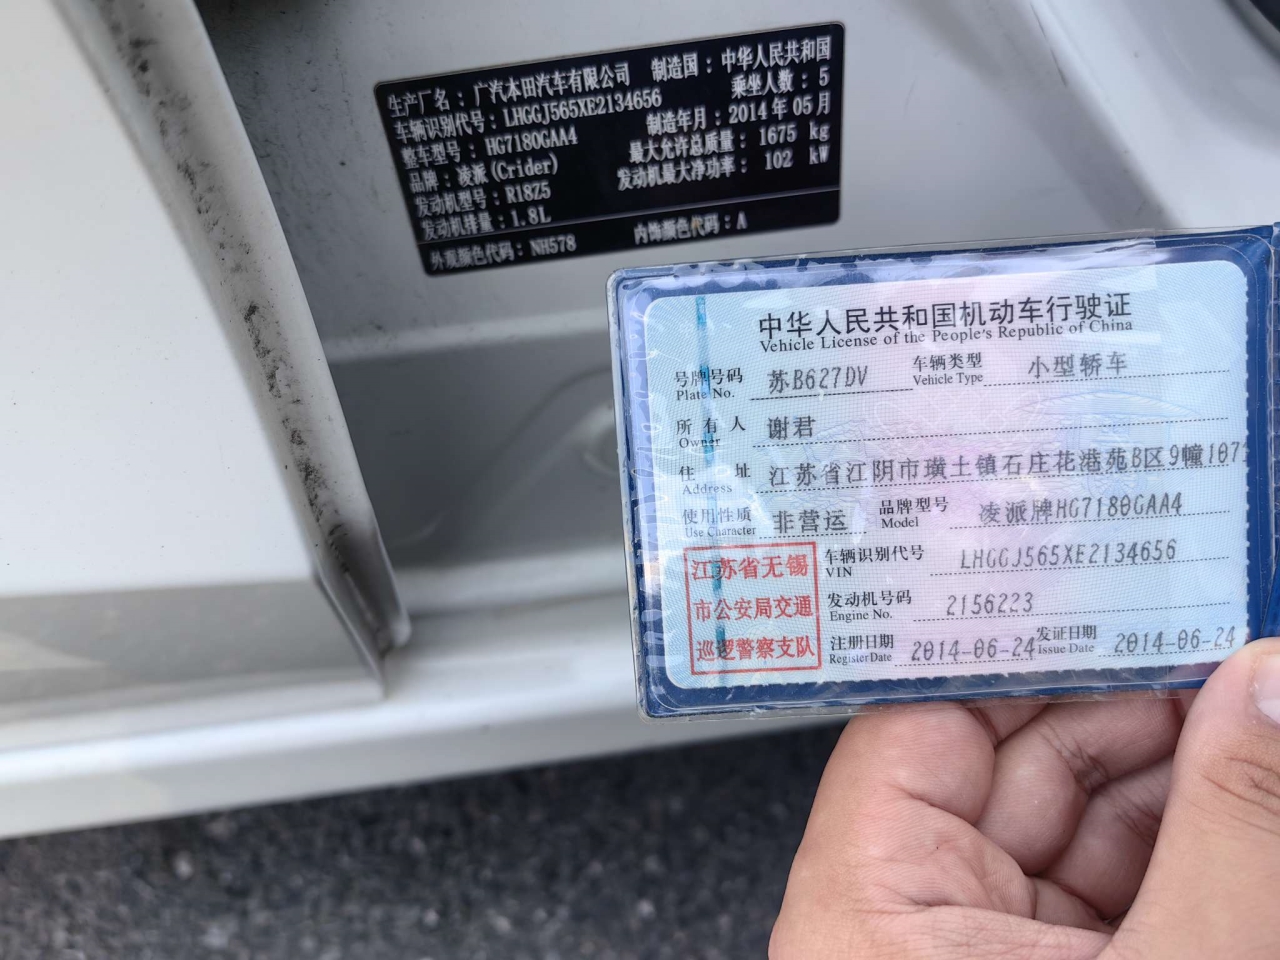 生产厂名：广汽本田汽车有限公司 制造国：中华人民共和国
车辆识别代号：LHGGJ565XE2134656 乘坐人数：5
整车型号：HG7180GAA4 制造年月：2014年05月
品牌：凌派(Crider) 最大允许总质量：1675 kg
发动机型号：R18Z5 发动机最大净功率：102 kW
发动机排量：1.8L
外观颜色代码：NH578 内饰颜色代码：A
中华人民共和国机动车行驶证
Vehicle License of the People's Republic of China
号牌号码 苏B627DV 车辆类型 小型轿车
Plate No. Vehicle Type
所有人 谢君
Owner
住址 江苏省江阴市璜土镇石庄花港苑B区9幢107
Address
使用性质 非营运 品牌型号 凌派牌HG7180GAA4
Use Character Model
江苏省无锡
市公安局交通
巡逻警察支队
车辆识别代号 LHGGJ565XE2134656
VIN
发动机号码 2156223
Engine No.
注册日期 2014-06-24 发证日期 2014-06-24
Register Date Issue Date